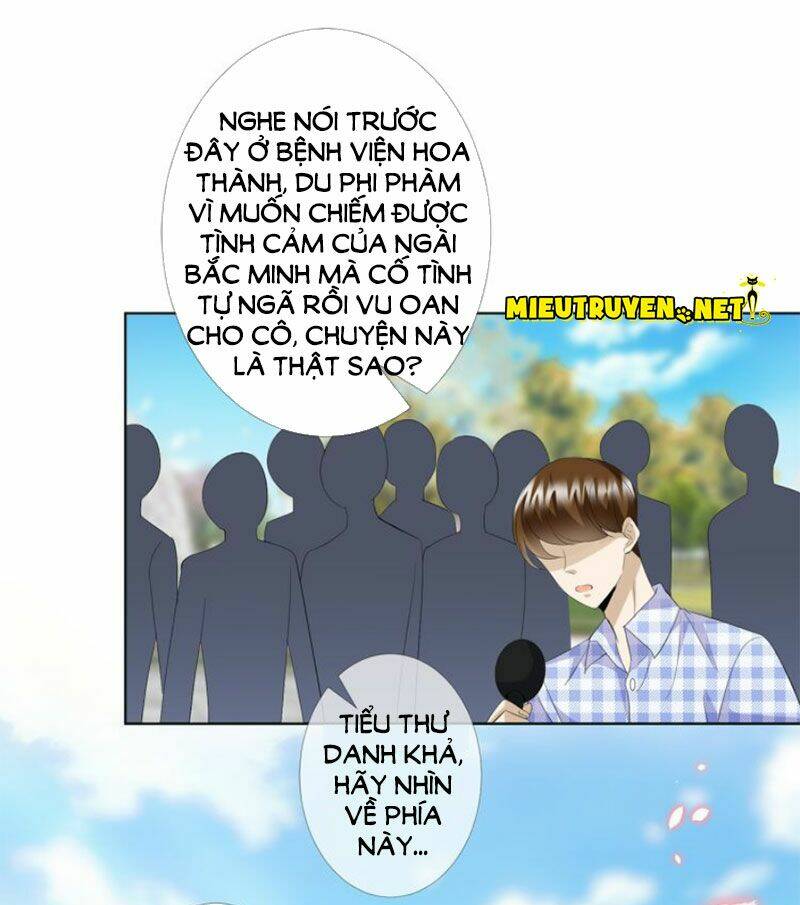 NGHE NÓI TRƯỚC
ĐÂY Ở BỆNH VIỆN HOA
THÀNH, DU PHI PHÀM
VÌ MUỐN CHIẾM ĐƯỢC
TÌNH CẢM CỦA NGÀI
BẮC MINH MÀ CỐ TÌNH
TỰ NGÃ RỒI VU OAN
CHO CÔ, CHUYỆN NÀY
LÀ THẬT SAO?
MIEUTRUYEN.NET
TIỂU THƯ
DANH KHẢ,
HÃY NHÌN
VỀ PHÍA
NÀY...